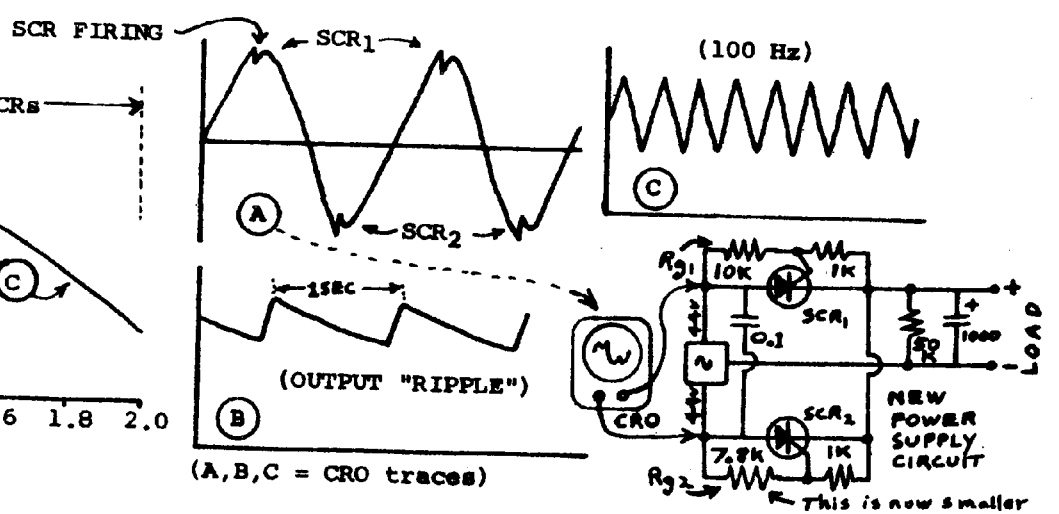 SCR FIRING
SCR1
CRs
A
SCR2
C
6 1.8 2.0
1SEC
(OUTPUT "RIPPLE")
B
(A,B,C = CRO traces)
(100 Hz)
C
Rg1
10K
1K
SCR1
0.1
44V
~
44V
CRO
50K
+
1000
+
-
LOAD
SCR2
7.8K
1K
Rg2
NEW
POWER
SUPPLY
CIRCUIT
This is now smaller